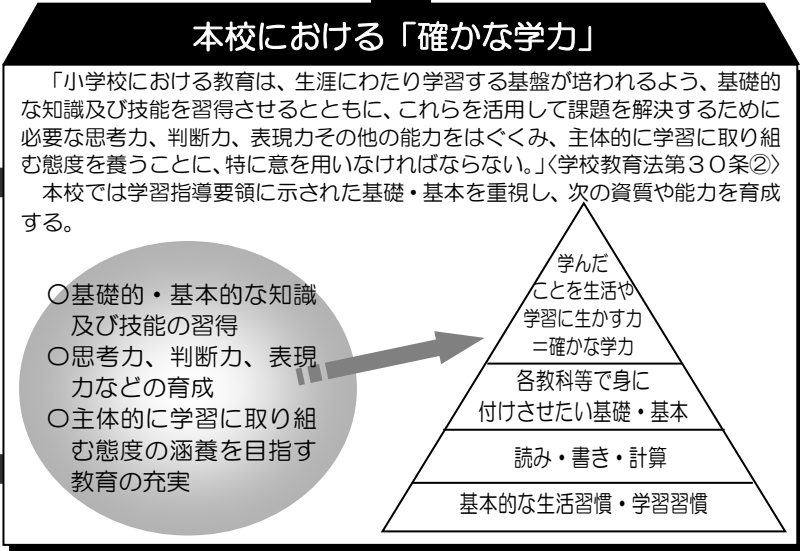 本校における「確かな学力」
「小学校における教育は、生涯にわたり学習する基盤が培われるよう、基礎的
な知識及び技能を習得させるとともに、これらを活用して課題を解決するために
必要な思考力、判断力、表現力その他の能力をはぐくみ、主体的に学習に取り組
む態度を養うことに、特に意を用いなければならない。」〈学校教育法第３０条②〉
本校では学習指導要領に示された基礎・基本を重視し、次の資質や能力を育成
する。
○基礎的・基本的な知識
及び技能の習得
○思考力、判断力、表現
力などの育成
○主体的に学習に取り組
む態度の涵養を目指す
教育の充実
学んだ
ことを生活や
学習に生かす力
＝確かな学力
各教科等で身に
付けさせたい基礎・基本
読み・書き・計算
基本的な生活習慣・学習習慣